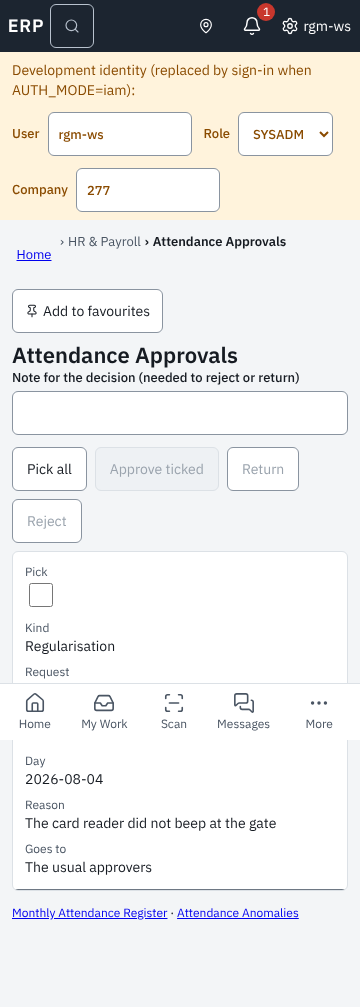 ERP
1
rgm-ws
Development identity (replaced by sign-in when
AUTH_MODE=iam):
User rgm-ws Role SYSADM
Company 277
› HR & Payroll › Attendance Approvals
Home
Add to favourites
Attendance Approvals
Note for the decision (needed to reject or return)
Pick all Approve ticked Return
Reject
Pick
Kind
Regularisation
Request
Home My Work Scan Messages More
Day
2026-08-04
Reason
The card reader did not beep at the gate
Goes to
The usual approvers
Monthly Attendance Register · Attendance Anomalies